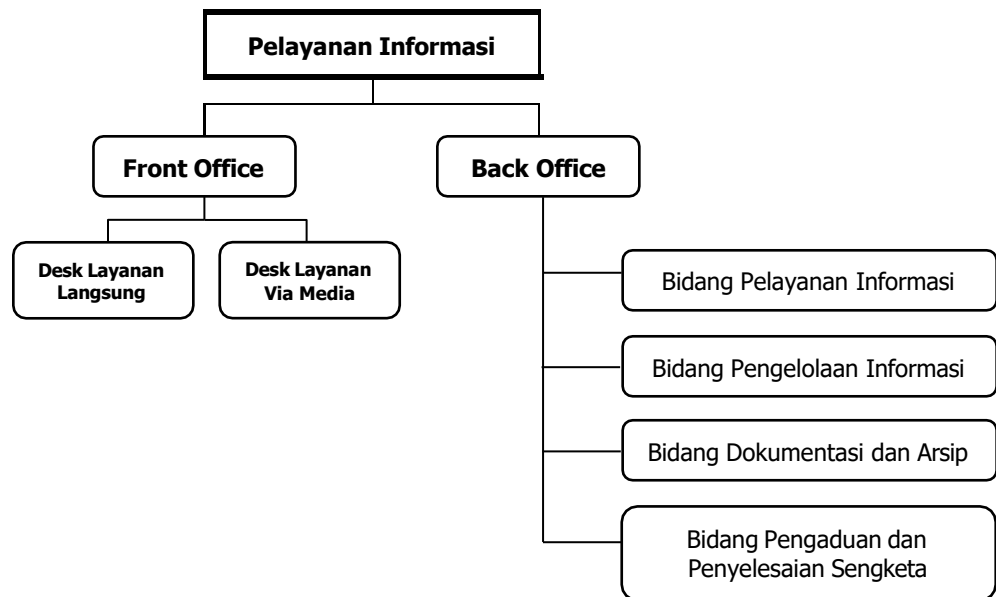 Pelayanan Informasi
Front Office
Back Office
Desk Layanan
Langsung
Desk Layanan
Via Media
Bidang Pelayanan Informasi
Bidang Pengelolaan Informasi
Bidang Dokumentasi dan Arsip
Bidang Pengaduan dan
Penyelesaian Sengketa